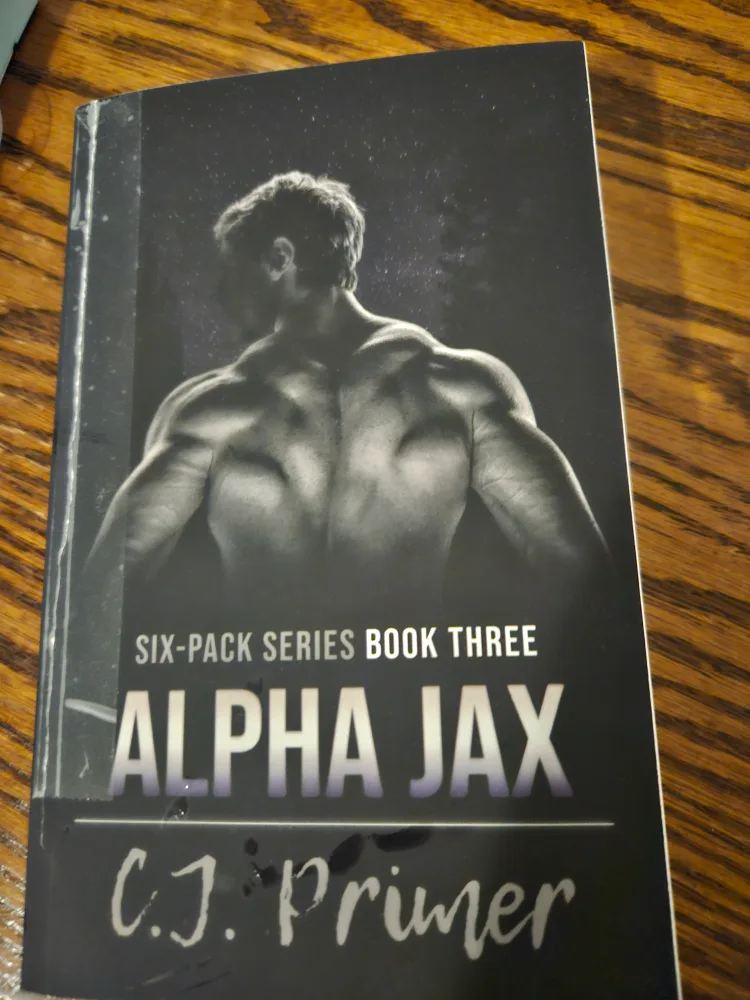 SIX-PACK SERIES BOOK THREE
ALPHA JAX
C.J. Primer